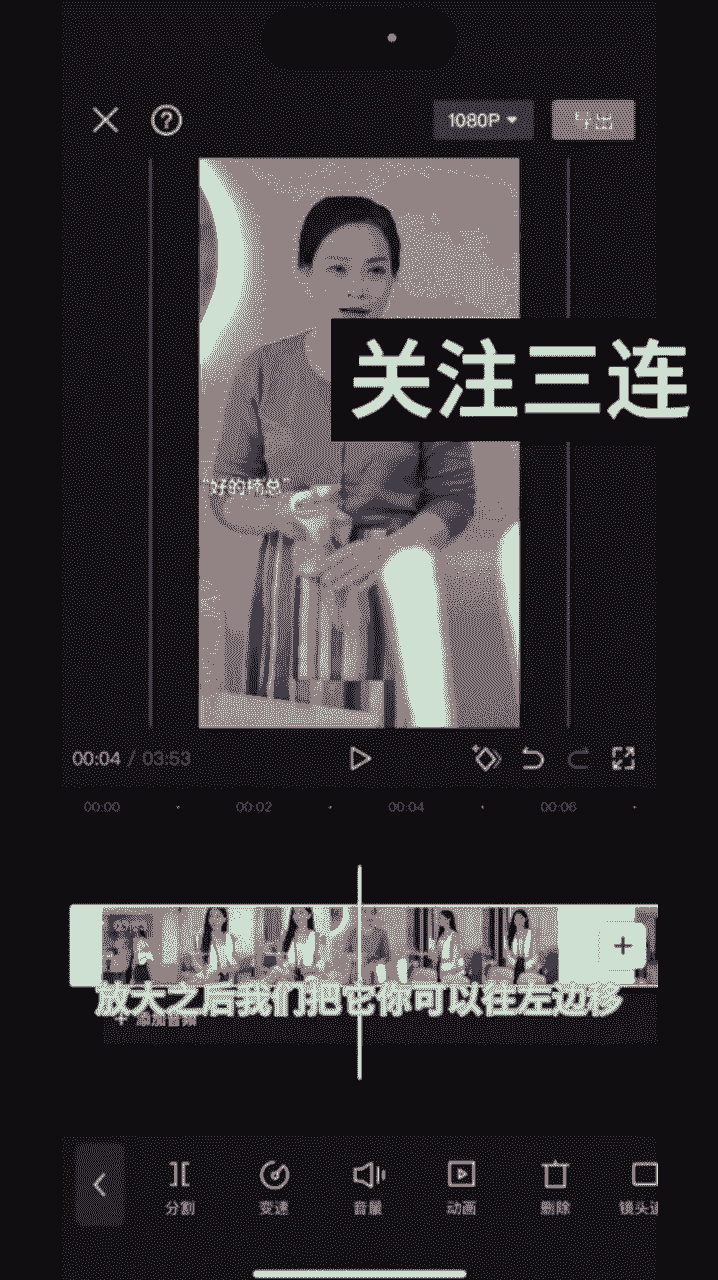 1080P
导出
关注三连
"好的杨总"
00:04 / 03:53
00:00
00:02
00:04
00:06
放大之后我们把它你可以往左边移
添加音频
分割
变速
音量
动画
删除
镜头追